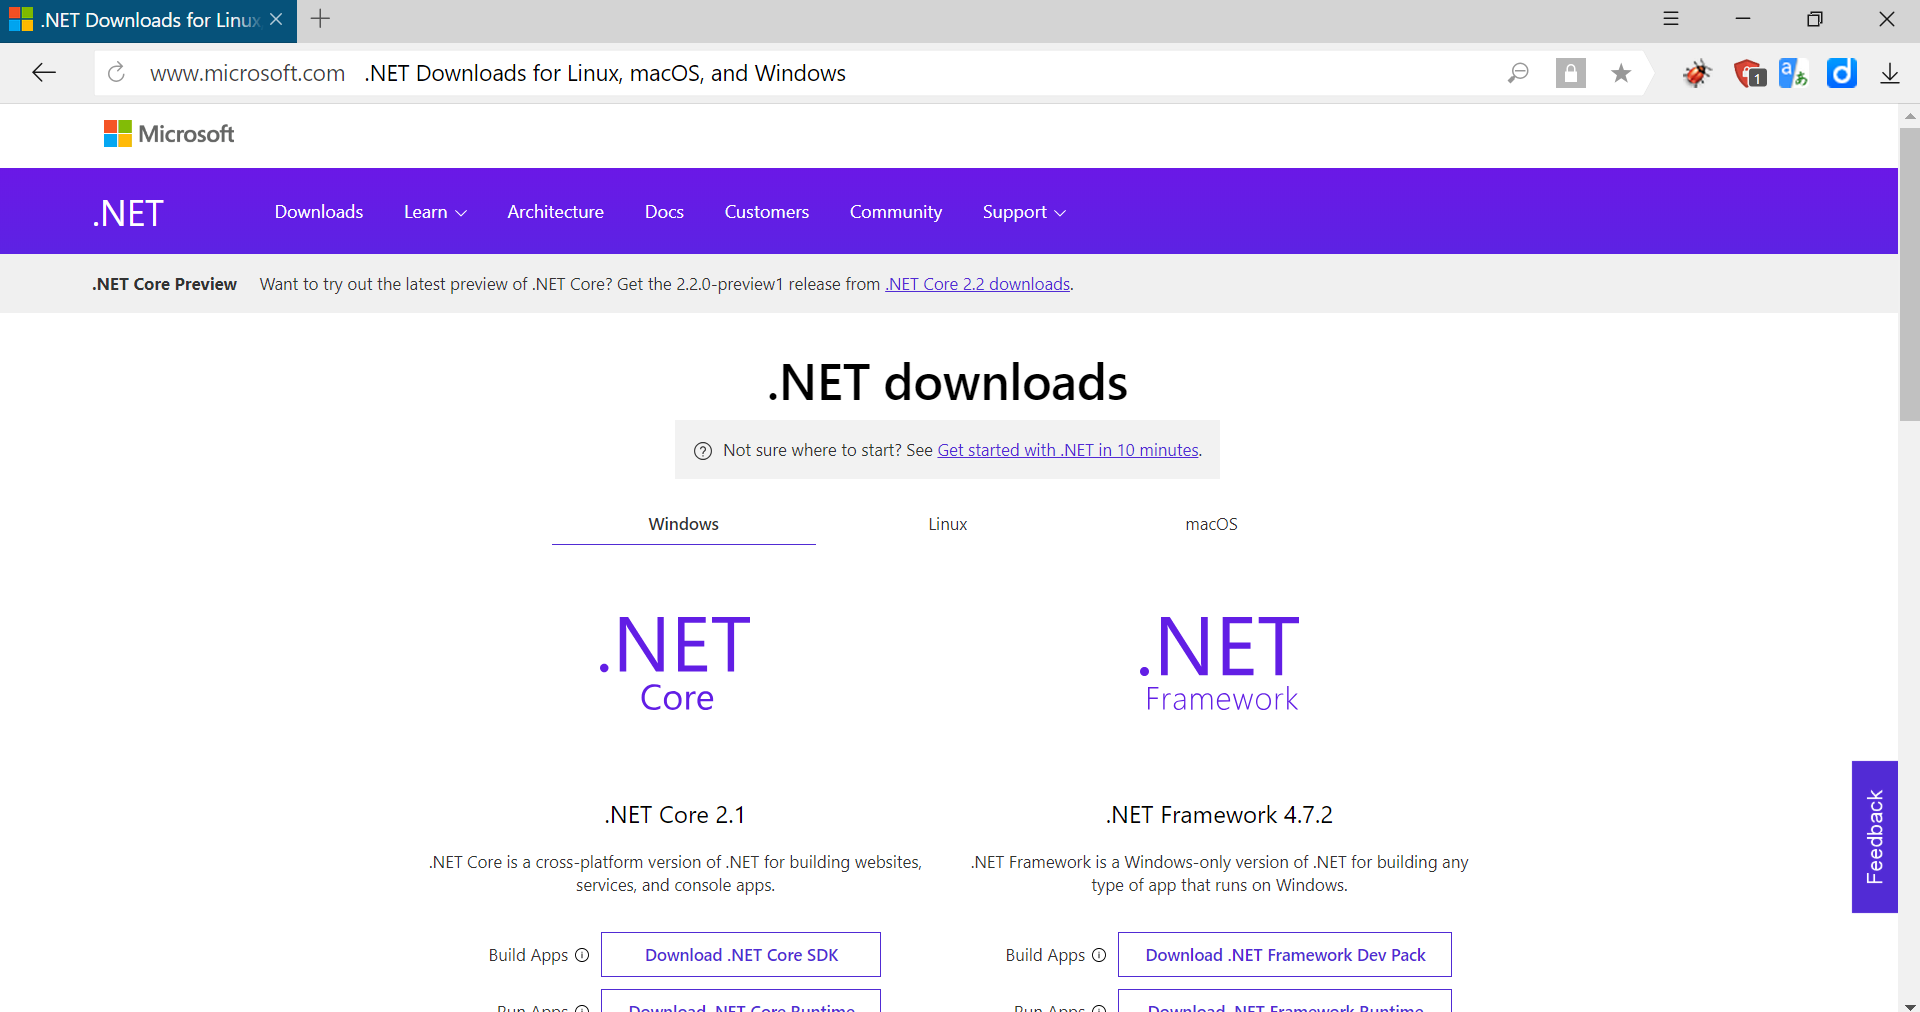 .NET Downloads for Linux
www.microsoft.com .NET Downloads for Linux, macOS, and Windows
1
aあ
d
Microsoft
.NET
Downloads
Learn
Architecture
Docs
Customers
Community
Support
.NET Core Preview Want to try out the latest preview of .NET Core? Get the 2.2.0-preview1 release from .NET Core 2.2 downloads.
.NET downloads
Not sure where to start? See Get started with .NET in 10 minutes.
Windows
Linux
macOS
.NET
Core
.NET
Framework
.NET Core 2.1
.NET Core is a cross-platform version of .NET for building websites,
services, and console apps.
Build Apps
Download .NET Core SDK
Run Apps
Download .NET Core Runtime
.NET Framework 4.7.2
.NET Framework is a Windows-only version of .NET for building any
type of app that runs on Windows.
Build Apps
Download .NET Framework Dev Pack
Run Apps
Download .NET Framework Runtime
Feedback